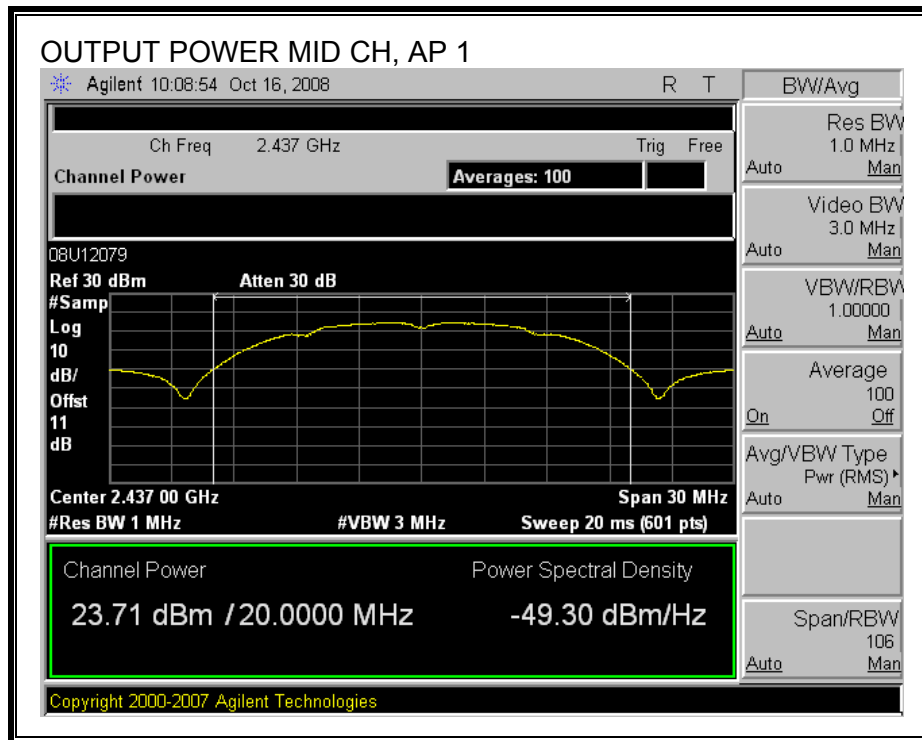 OUTPUT POWER MID CH, AP 1
Agilent 10:08:54 Oct 16, 2008 R T
BW/Avg
Ch Freq 2.437 GHz Trig Free
Channel Power Averages: 100
08U12079
Ref 30 dBm Atten 30 dB
#Samp
Log
10
dB/
Offst
11
dB
Center 2.437 00 GHz Span 30 MHz
#Res BW 1 MHz #VBW 3 MHz Sweep 20 ms (601 pts)
Channel Power Power Spectral Density
23.71 dBm / 20.0000 MHz -49.30 dBm/Hz
Copyright 2000-2007 Agilent Technologies
Res BW
1.0 MHz
Auto Man
Video BW
3.0 MHz
Auto Man
VBW/RBW
1.00000
Auto Man
Average
100
On Off
Avg/VBW Type
Pwr (RMS)
Auto Man
Span/RBW
106
Auto Man